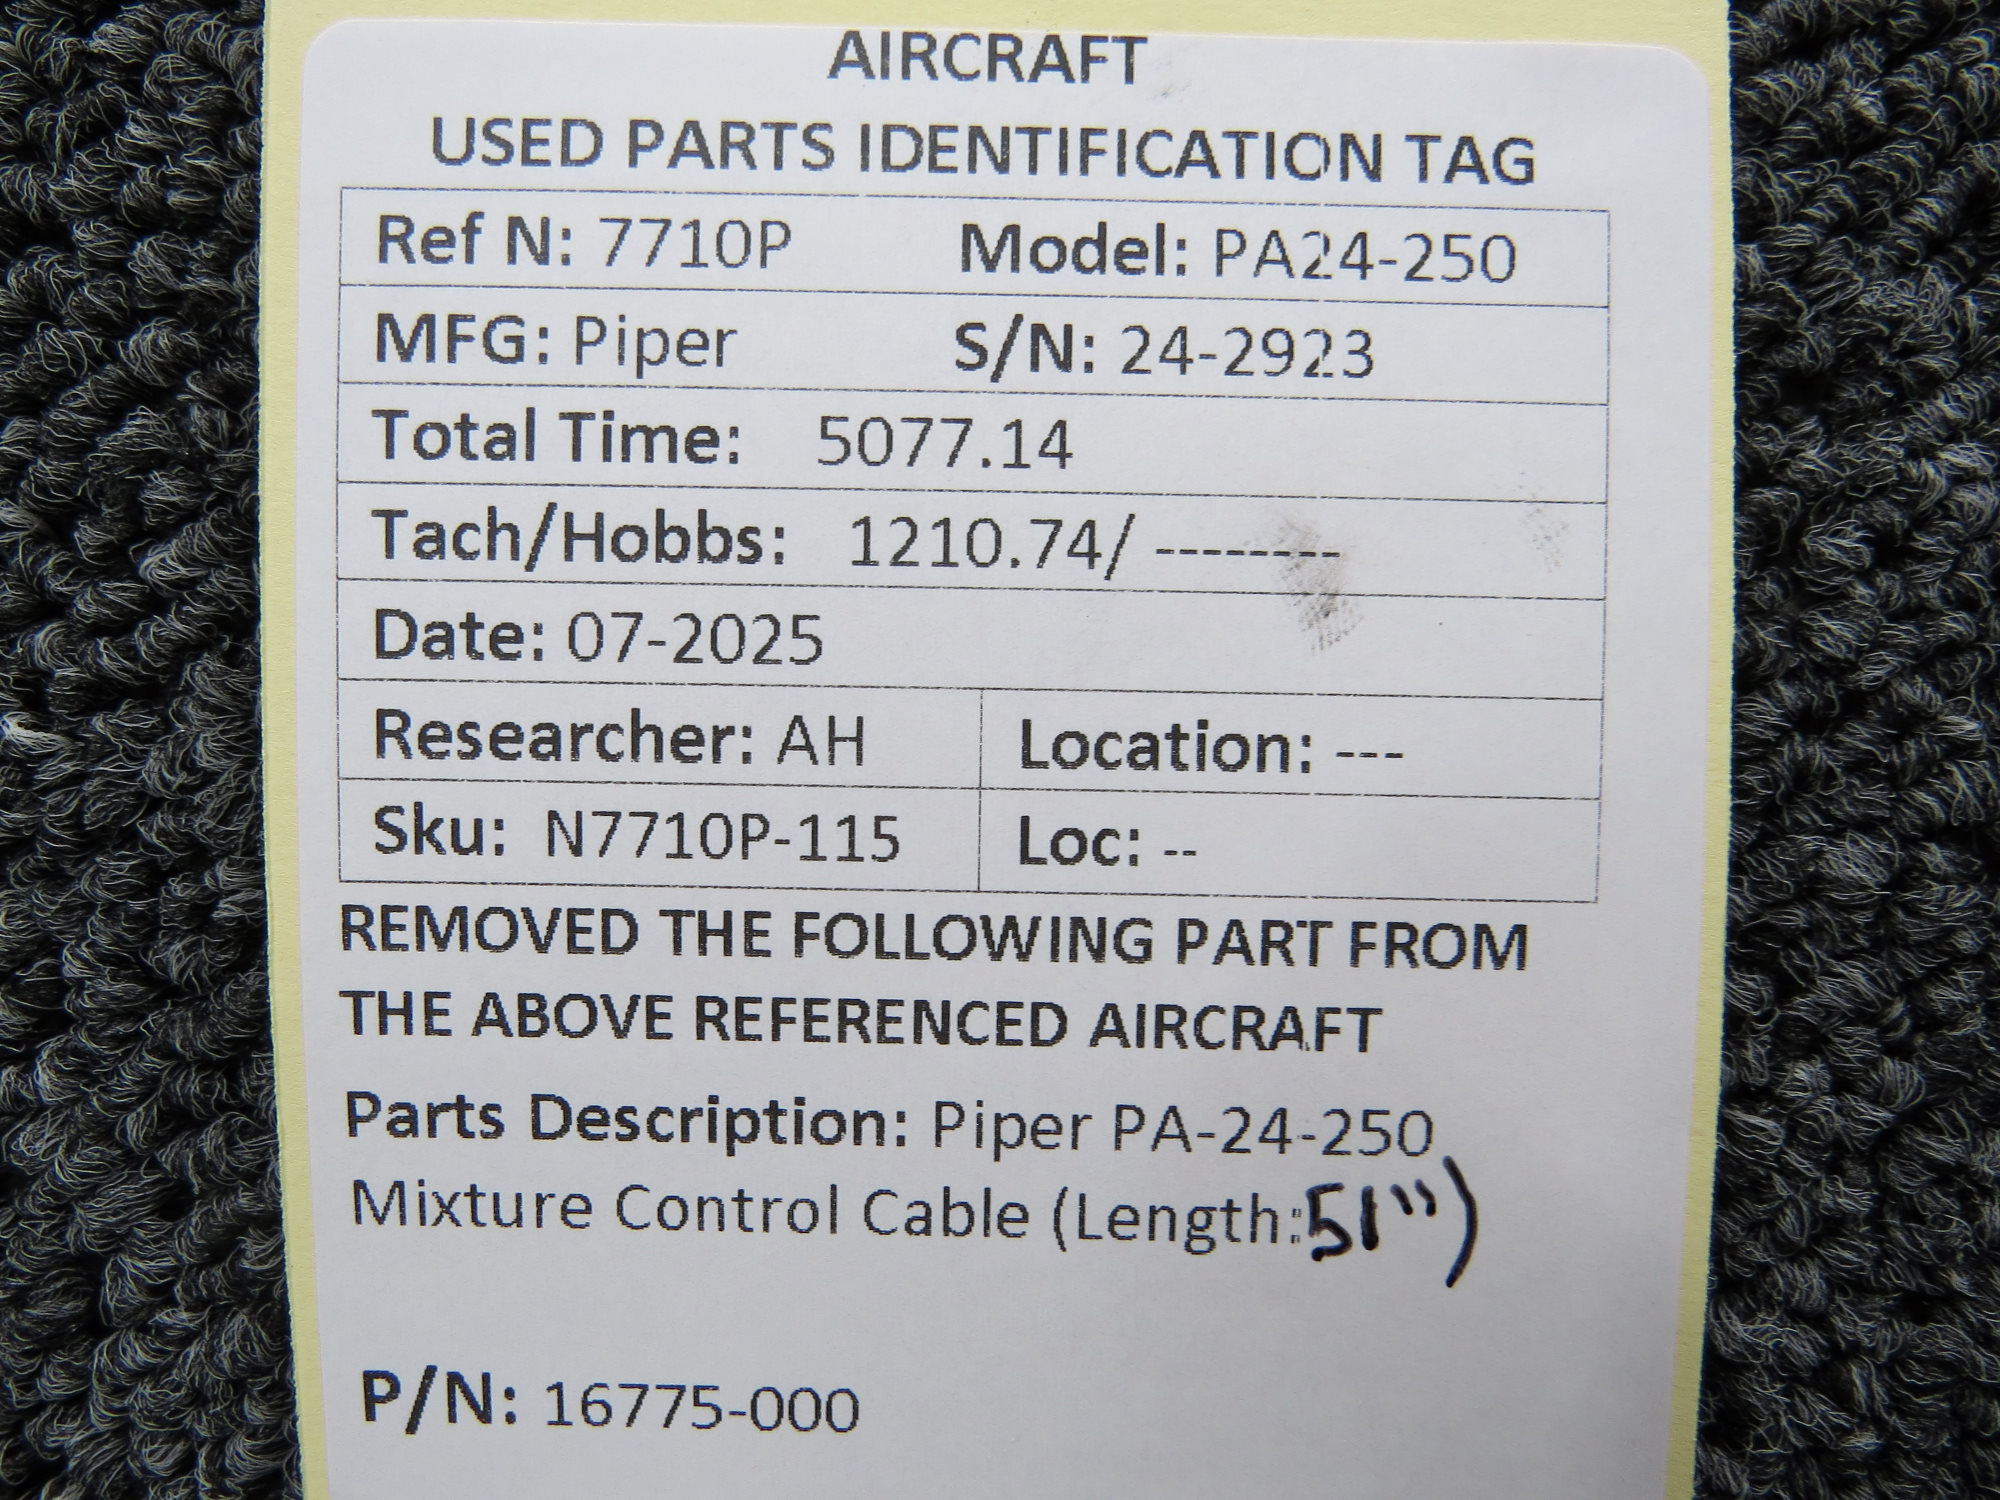 AIRCRAFT
USED PARTS IDENTIFICATION TAG
Ref N: 7710P Model: PA24-250
MFG: Piper S/N: 24-2923
Total Time: 5077.14
Tach/Hobbs: 1210.74/ --------
Date: 07-2025
Researcher: AH Location: ---
Sku: N7710P-115 Loc: --
REMOVED THE FOLLOWING PART FROM
THE ABOVE REFERENCED AIRCRAFT
Parts Description: Piper PA-24-250
Mixture Control Cable (Length:51")
P/N: 16775-000